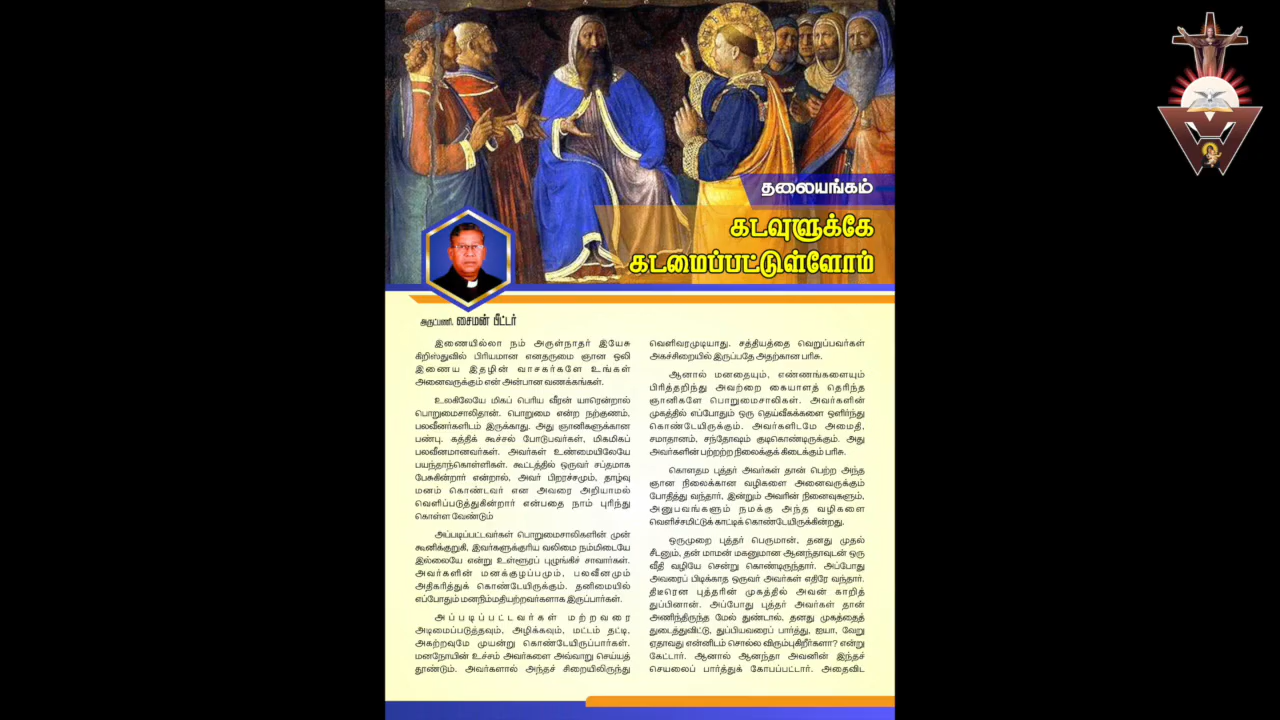 தலையங்கம்
கடவுளுக்கே
கடமைப்பட்டுள்ளோம்
அருட்பணி. சைமன் பீட்டர்
இணையில்லா நம் அருள்நாதர் இயேசு
கிறிஸ்துவில் பிரியமான எனதருமை ஞான ஒலி
இணைய இதழின் வாசகர்களே உங்கள்
அனைவருக்கும் என் அன்பான வணக்கங்கள்.
உலகிலேயே மிகப் பெரிய வீரன் யாரென்றால்
பொறுமைசாலிதான். பொறுமை என்ற நற்குணம்,
பலவீனர்களிடம் இருக்காது. அது ஞானிகளுக்கான
பண்பு. கத்திக் கூச்சல் போடுபவர்கள், மிகமிகப்
பலவீனமானவர்கள். அவர்கள் உண்மையிலேயே
பயந்தாங்கொள்ளிகள். கூட்டத்தில் ஒருவர் சப்தமாக
பேசுகின்றார் என்றால், அவர் பிறரச்சமும், தாழ்வு
மனம் கொண்டவர் என அவரை அறியாமல்
வெளிப்படுத்துகின்றார் என்பதை நாம் புரிந்து
கொள்ள வேண்டும்
அப்படிப்பட்டவர்கள் பொறுமைசாலிகளின் முன்
கூனிக்குறுகி, இவர்களுக்குரிய வலிமை நம்மிடையே
இல்லையே என்று உள்ளூரப் புழுங்கிச் சாவார்கள்.
அவர்களின் மனக்குழப்பமும், பலவீனமும்
அதிகரித்துக் கொண்டேயிருக்கும். தனிமையில்
எப்போதும் மனநிம்மதியற்றவர்களாக இருப்பார்கள்.
அப்படிப்பட்டவர்கள் மற்றவரை
அடிமைப்படுத்தவும், அழிக்கவும், மட்டம் தட்டி,
அகற்றவுமே முயன்று கொண்டேயிருப்பார்கள்.
மனநோயின் உச்சம் அவர்களை அவ்வாறு செய்யத்
தூண்டும். அவர்களால் அந்தச் சிறையிலிருந்து
வெளிவரமுடியாது. சத்தியத்தை வெறுப்பவர்கள்
அகச்சிறையில் இருப்பதே அதற்கான பரிசு.
ஆனால் மனதையும், எண்ணங்களையும்
பிரித்தறிந்து அவற்றை கையாளத் தெரிந்த
ஞானிகளே பொறுமைசாலிகள். அவர்களின்
முகத்தில் எப்போதும் ஒரு தெய்வீகக்களை ஒளிர்ந்து
கொண்டேயிருக்கும். அவர்களிடமே அமைதி,
சமாதானம், சந்தோஷம் குடிகொண்டிருக்கும். அது
அவர்களின் பற்றற்ற நிலைக்குக் கிடைக்கும் பரிசு.
கௌதம புத்தர் அவர்கள் தான் பெற்ற அந்த
ஞான நிலைக்கான வழிகளை அனைவருக்கும்
போதித்து வந்தார், இன்றும் அவரின் நினைவுகளும்,
அனுபவங்களும் நமக்கு அந்த வழிகளை
வெளிச்சமிட்டுக் காட்டிக் கொண்டேயிருக்கின்றது.
ஒருமுறை புத்தர் பெருமான், தனது முதல்
சீடனும், தன் மாமன் மகனுமான ஆனந்தாவுடன் ஒரு
வீதி வழியே சென்று கொண்டிருந்தார். அப்போது
அவரைப் பிடிக்காத ஒருவர் அவர்கள் எதிரே வந்தார்.
திடீரென புத்தரின் முகத்தில் அவன் காறித்
துப்பினான். அப்போது புத்தர் அவர்கள் தான்
அணிந்திருந்த மேல் துண்டால், தனது முகத்தைத்
துடைத்துவிட்டு, துப்பியவரைப் பார்த்து, ஐயா, வேறு
ஏதாவது என்னிடம் சொல்ல விரும்புகிறீர்களா? என்று
கேட்டார். ஆனால் ஆனந்தா அவனின் இந்தச்
செயலைப் பார்த்துக் கோபப்பட்டார். அதைவிட